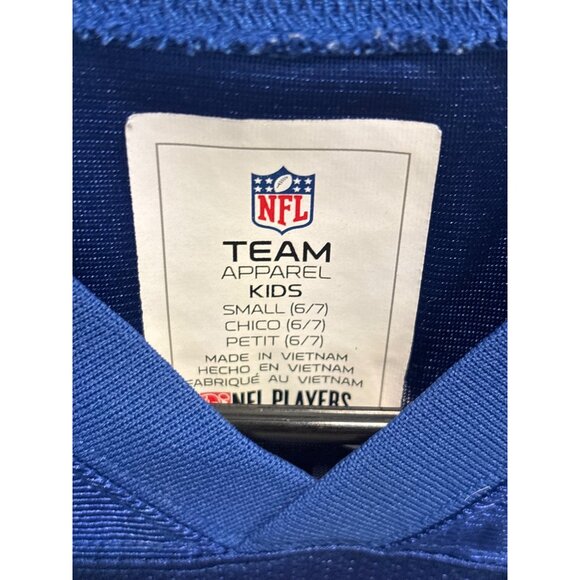 NFL
TEAM
APPAREL
KIDS
SMALL (6/7)
CHICO (6/7)
PETIT (6/7)
MADE IN VIETNAM
HECHO EN VIETNAM
FABRIQUÉ AU VIETNAM
NFL PLAYERS